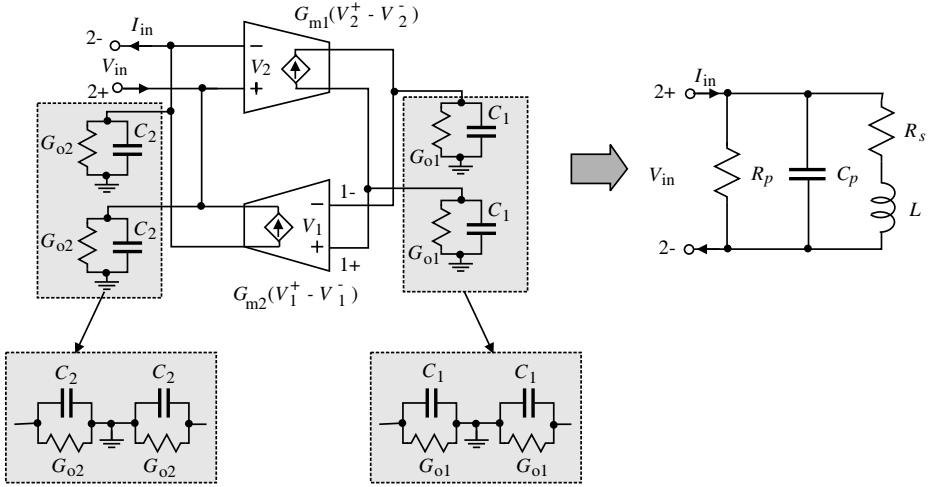 G_m1(V_2^+ - V_2^-)
2-
I_in
−
V_in
V_2
2+
+
C_2
G_o2
C_1
G_o1
C_2
G_o2
1-
−
V_1
+
1+
C_1
G_o1
G_m2(V_1^+ - V_1^-)
I_in
2+
R_s
V_in
R_p
C_p
L
2-
C_2
C_2
G_o2
G_o2
C_1
C_1
G_o1
G_o1